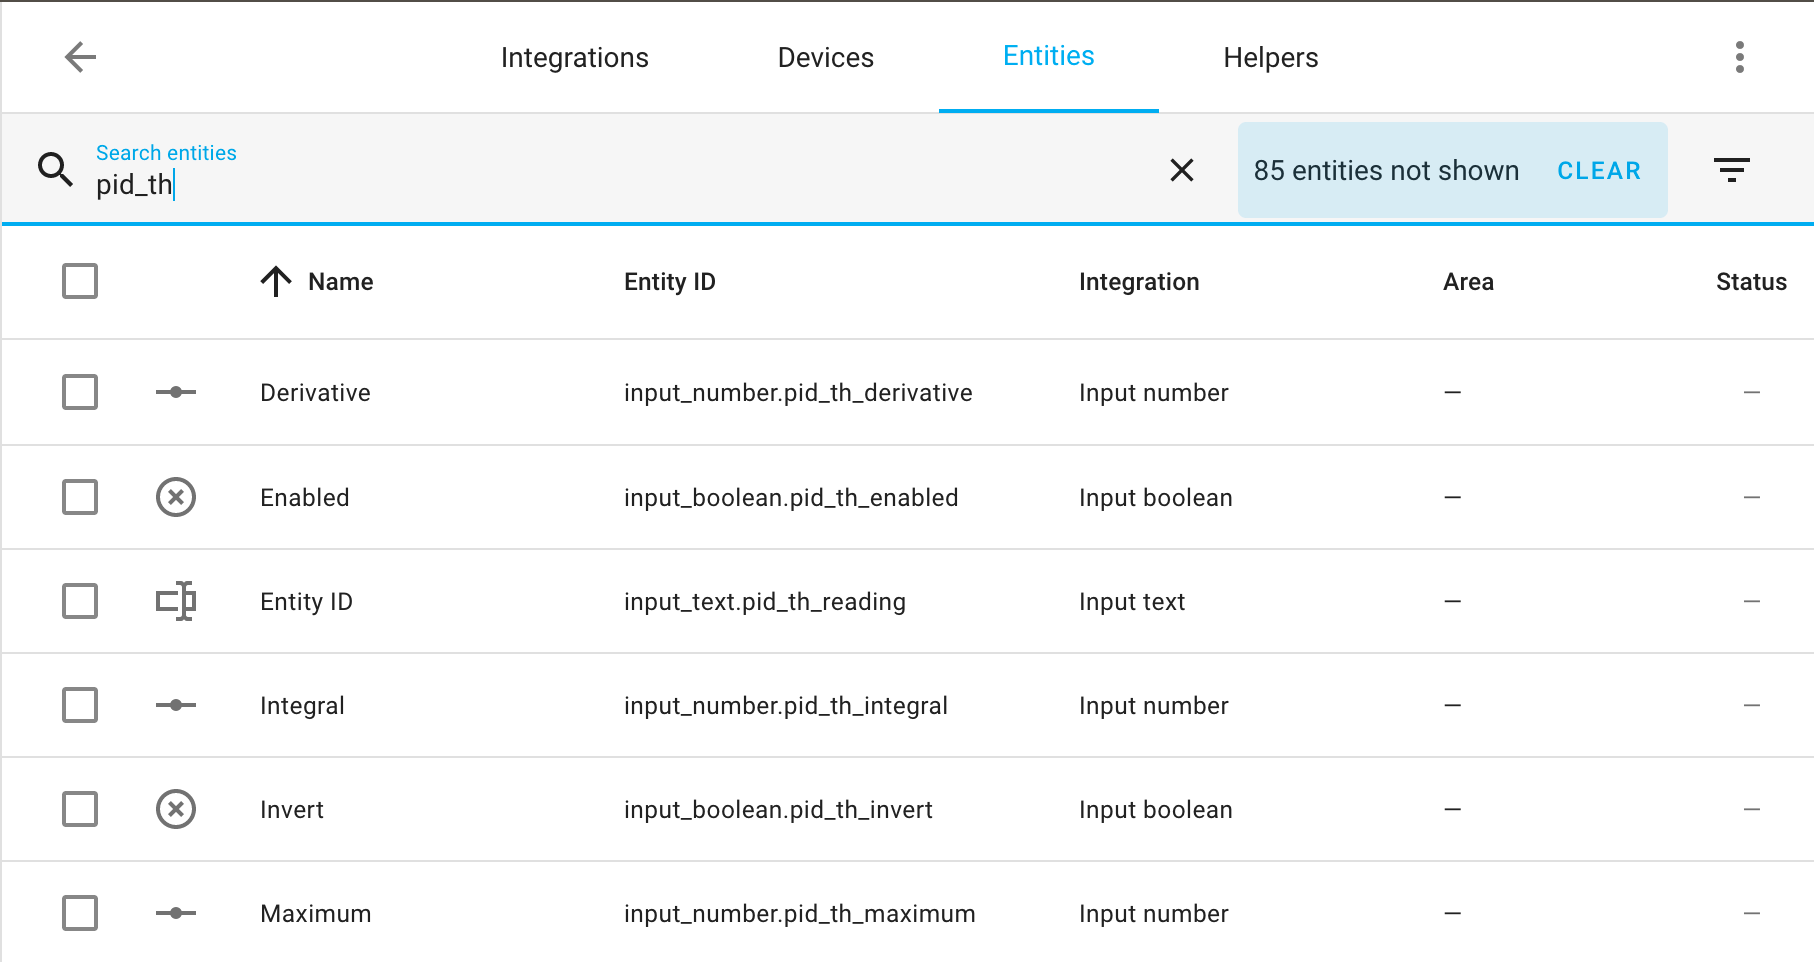 Integrations Devices Entities Helpers
Search entities
pid_th
85 entities not shown CLEAR
Name Entity ID Integration Area Status
Derivative input_number.pid_th_derivative Input number — —
Enabled input_boolean.pid_th_enabled Input boolean — —
Entity ID input_text.pid_th_reading Input text — —
Integral input_number.pid_th_integral Input number — —
Invert input_boolean.pid_th_invert Input boolean — —
Maximum input_number.pid_th_maximum Input number — —